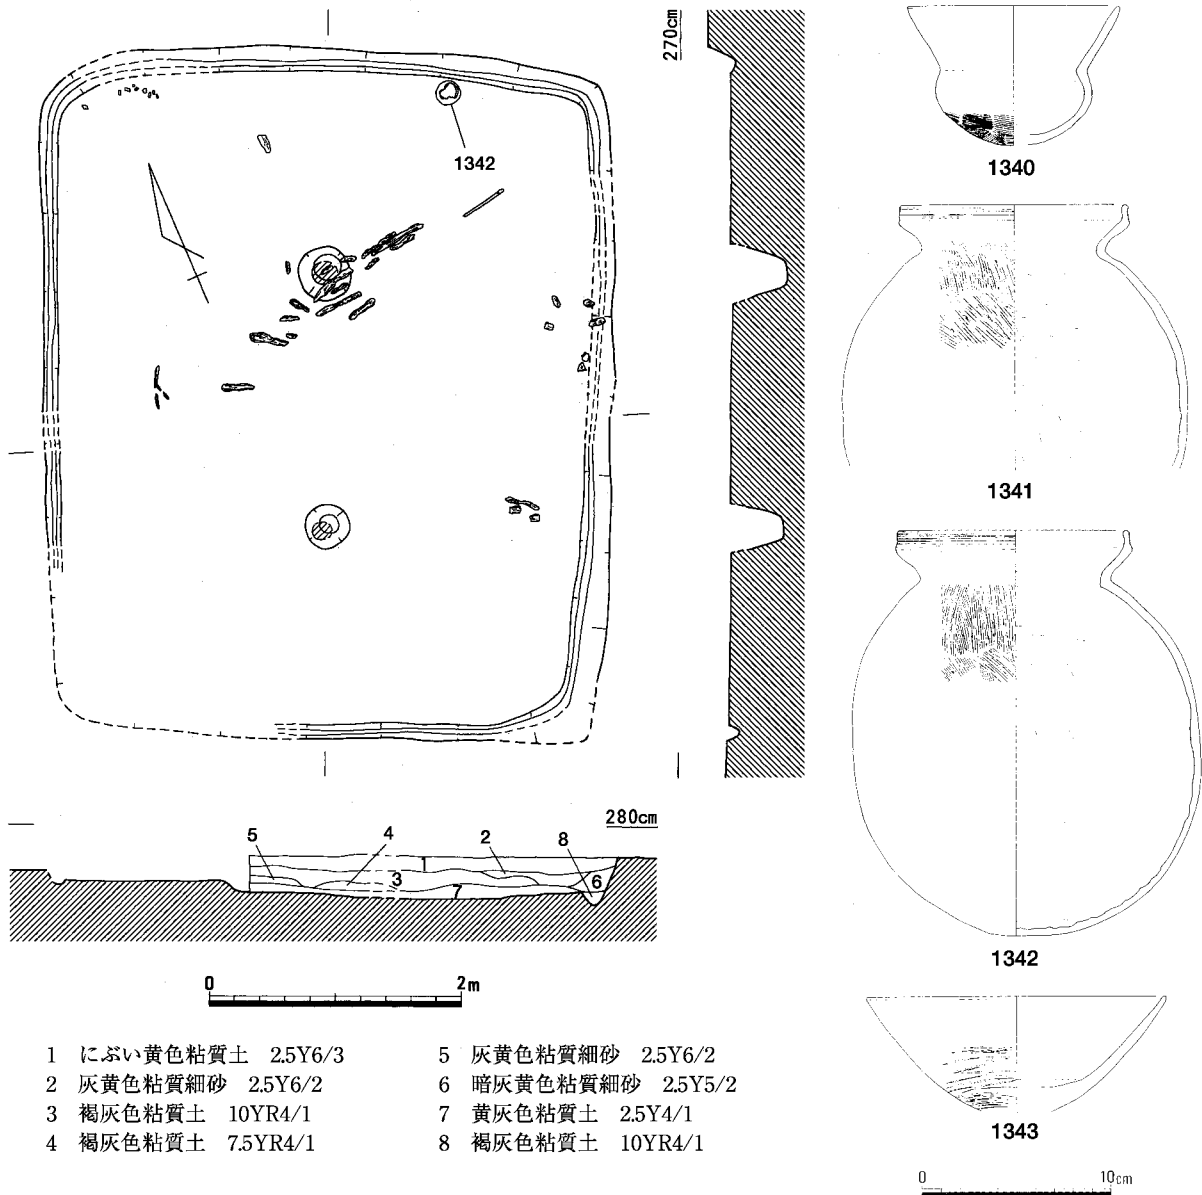 270cm
1342
1340
1341
1342
1343
0 10cm
280cm
5 4 2 8
1
3
7
6
0 2m
1 にぶい黄色粘質土 2.5Y6/3
2 灰黄色粘質細砂 2.5Y6/2
3 褐灰色粘質土 10YR4/1
4 褐灰色粘質土 7.5YR4/1
5 灰黄色粘質細砂 2.5Y6/2
6 暗灰黄色粘質細砂 2.5Y5/2
7 黄灰色粘質土 2.5Y4/1
8 褐灰色粘質土 10YR4/1